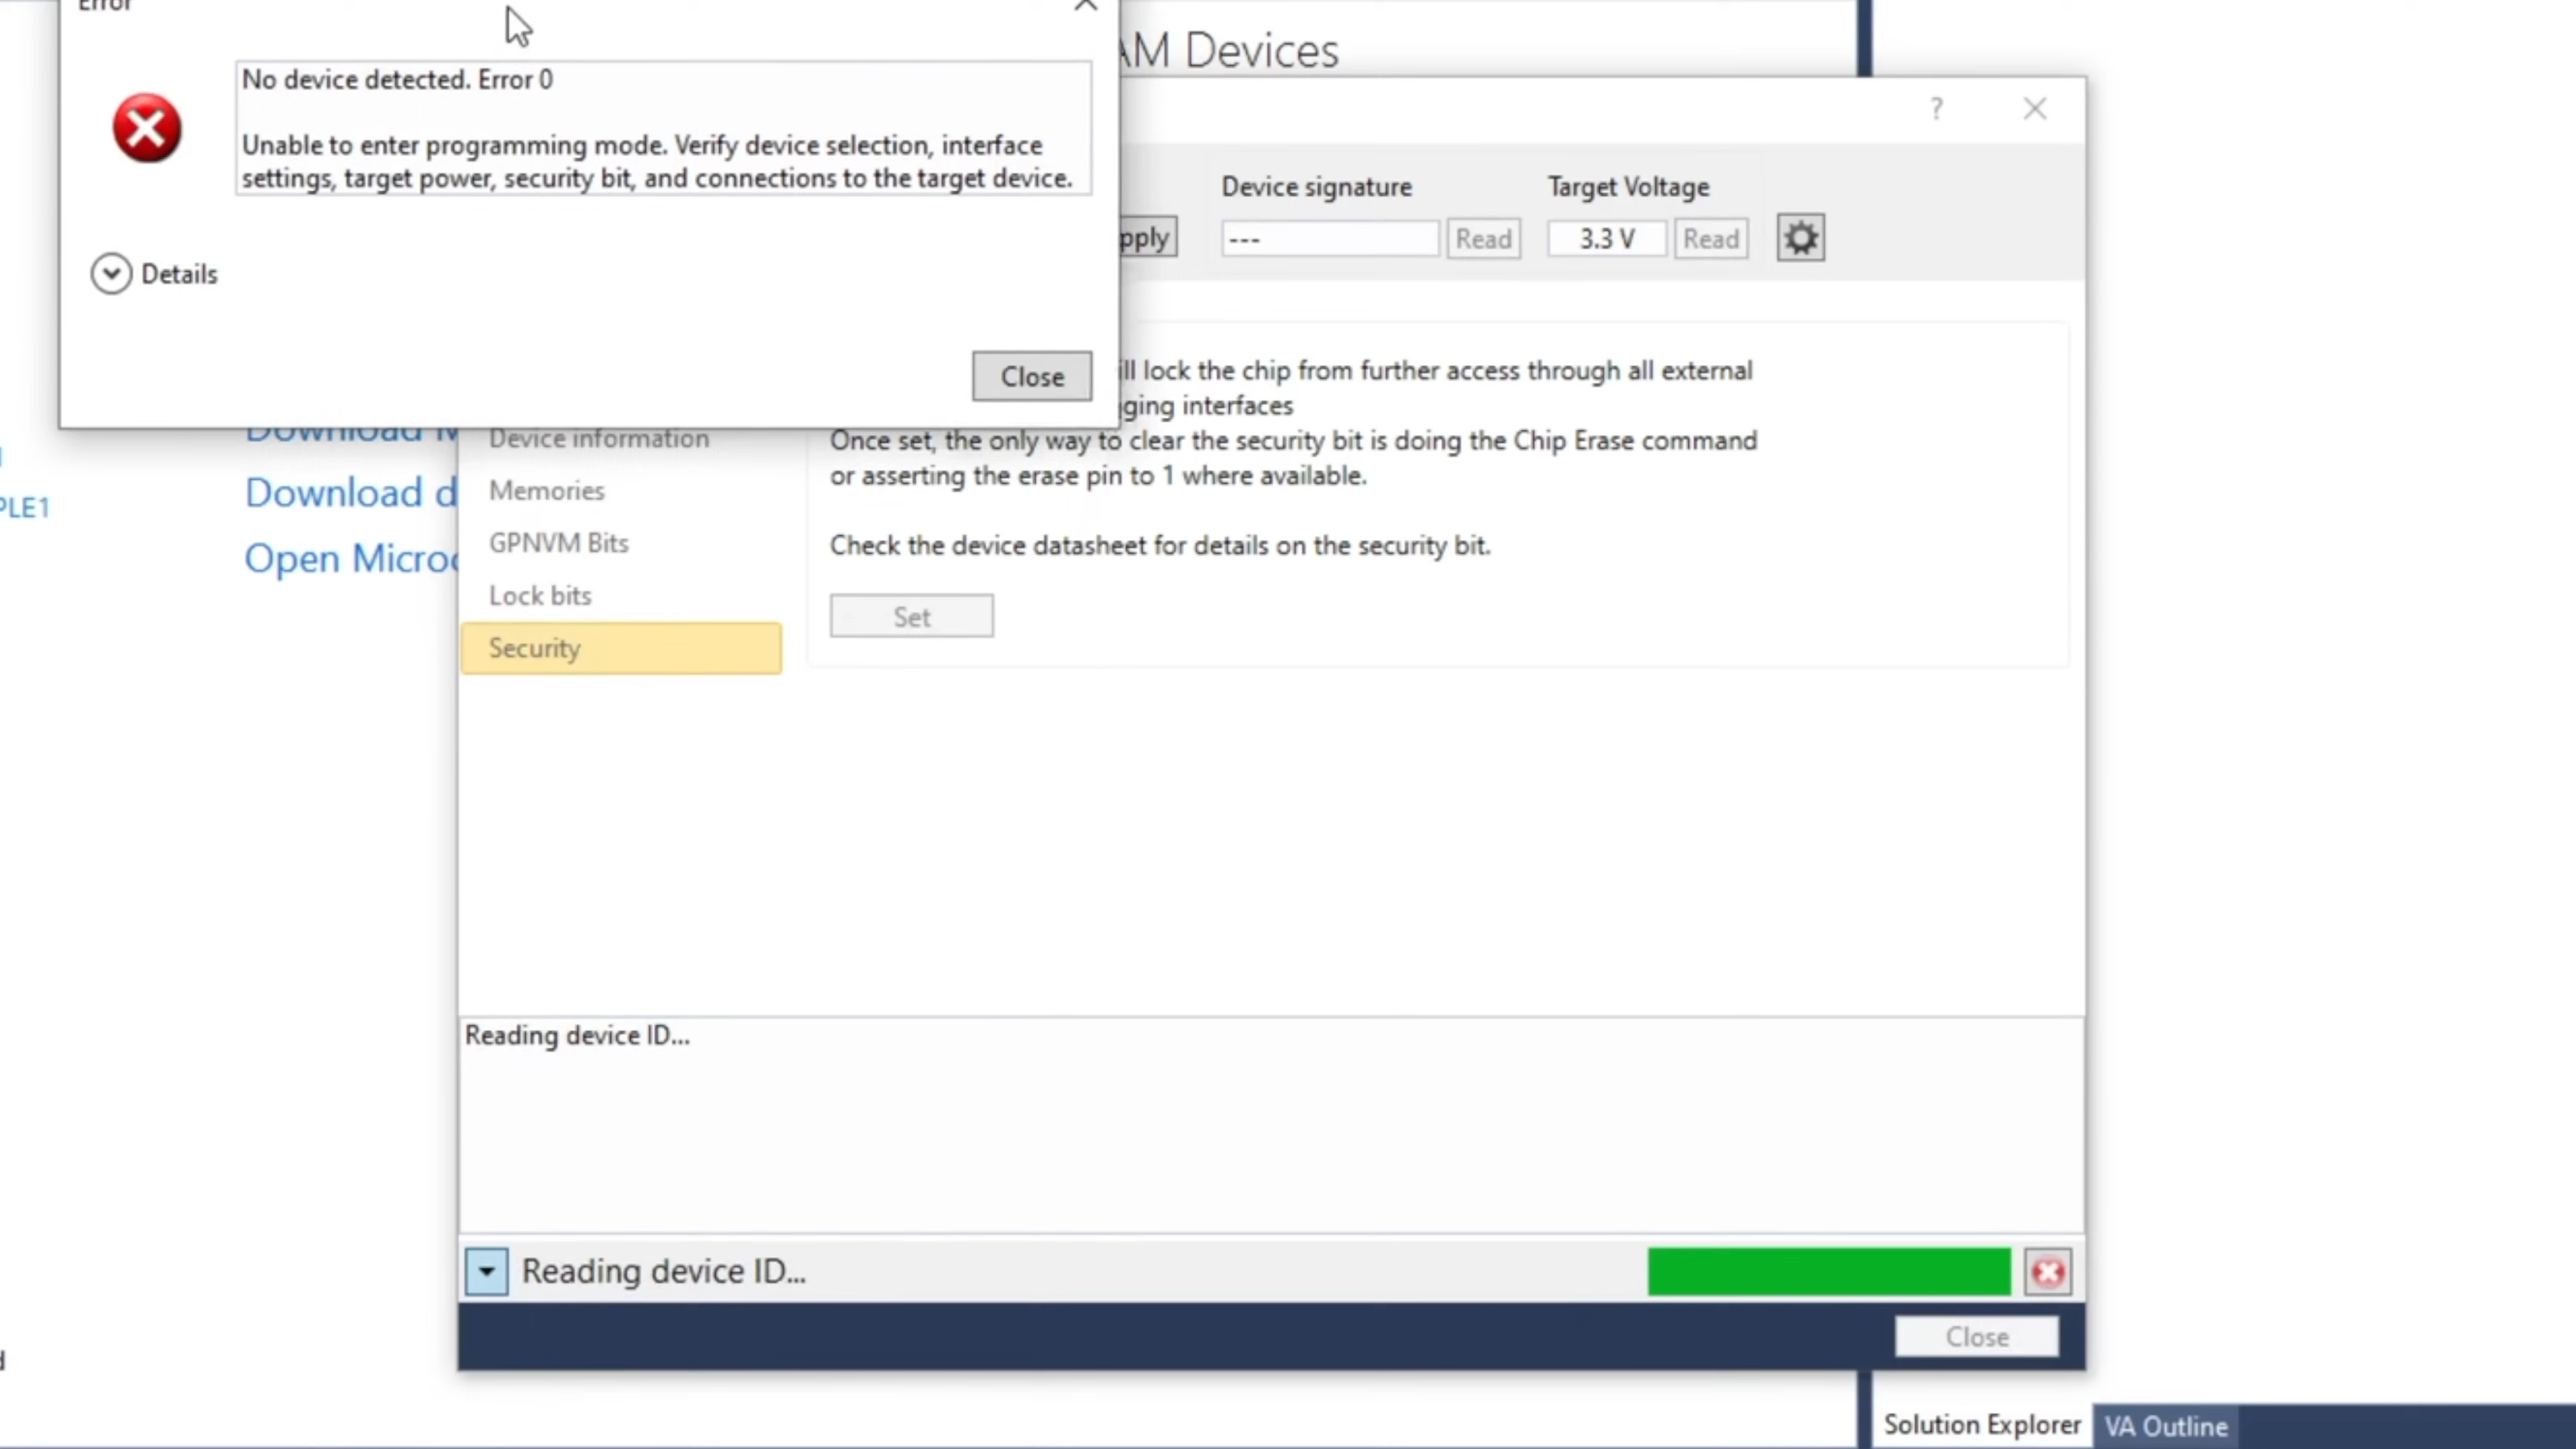 Error
No device detected. Error 0
Unable to enter programming mode. Verify device selection, interface
settings, target power, security bit, and connections to the target device.
Details
Close
AM Devices
?
pply
Device signature
---
Read
Target Voltage
3.3 V
Read
ill lock the chip from further access through all external
ging interfaces
Once set, the only way to clear the security bit is doing the Chip Erase command
or asserting the erase pin to 1 where available.
Check the device datasheet for details on the security bit.
Set
Device information
Memories
GPNVM Bits
Lock bits
Security
Download M
Download d
Open Microc
PLE1
Reading device ID...
Reading device ID...
Close
Solution Explorer
VA Outline